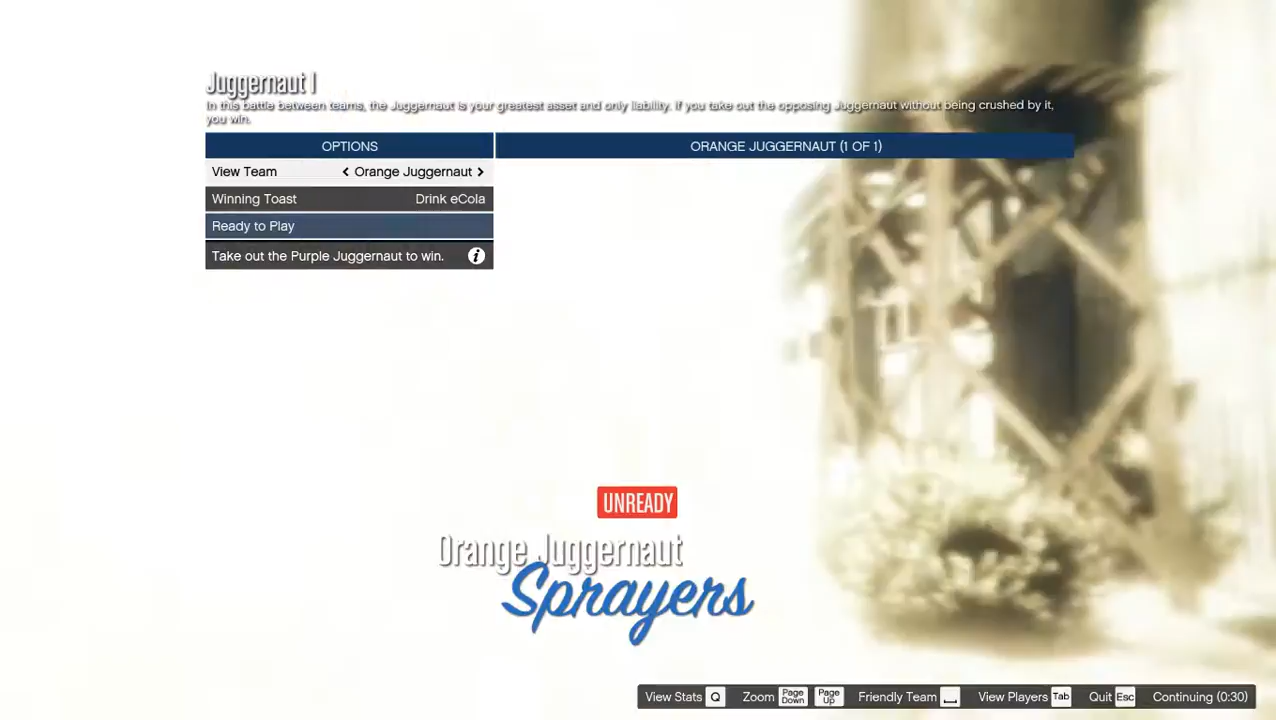 Juggernaut I
In this battle between teams, the Juggernaut is your greatest asset and only liability. If you take out the opposing Juggernaut without being crushed by it,
you win.
OPTIONS
ORANGE JUGGERNAUT (1 OF 1)
View Team < Orange Juggernaut >
Winning Toast Drink eCola
Ready to Play
Take out the Purple Juggernaut to win. i
UNREADY
Orange Juggernaut
Sprayers
View Stats Q Zoom Page Down Page Up Friendly Team View Players Tab Quit Esc Continuing (0:30)